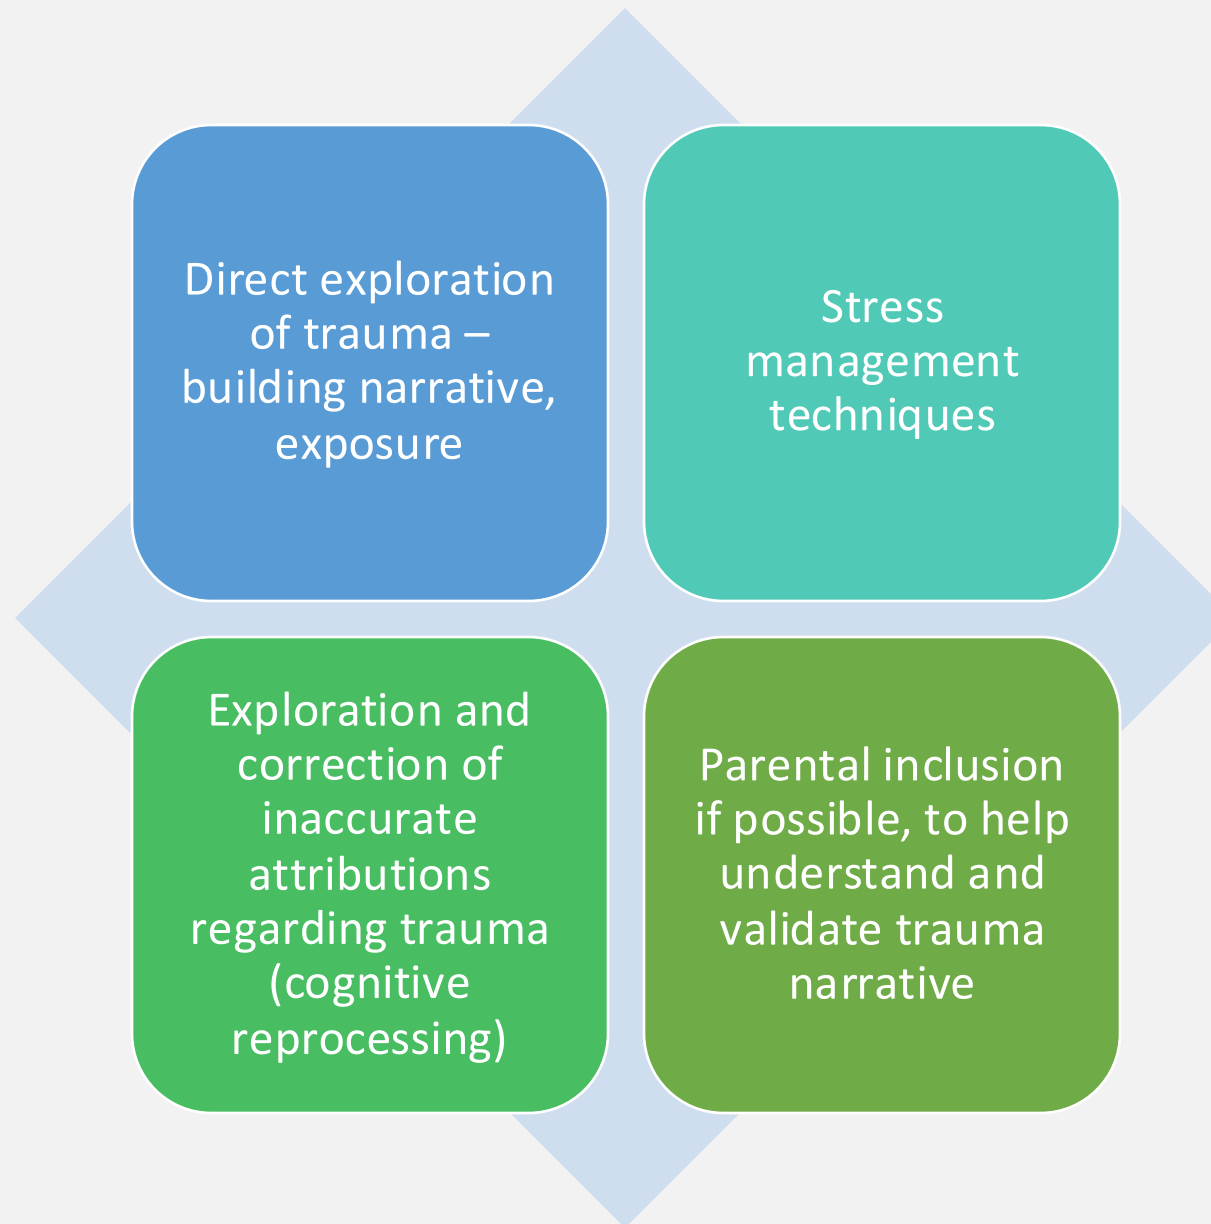 Direct exploration
of trauma –
building narrative,
exposure
Stress
management
techniques
Exploration and
correction of
inaccurate
attributions
regarding trauma
(cognitive
reprocessing)
Parental inclusion
if possible, to help
understand and
validate trauma
narrative